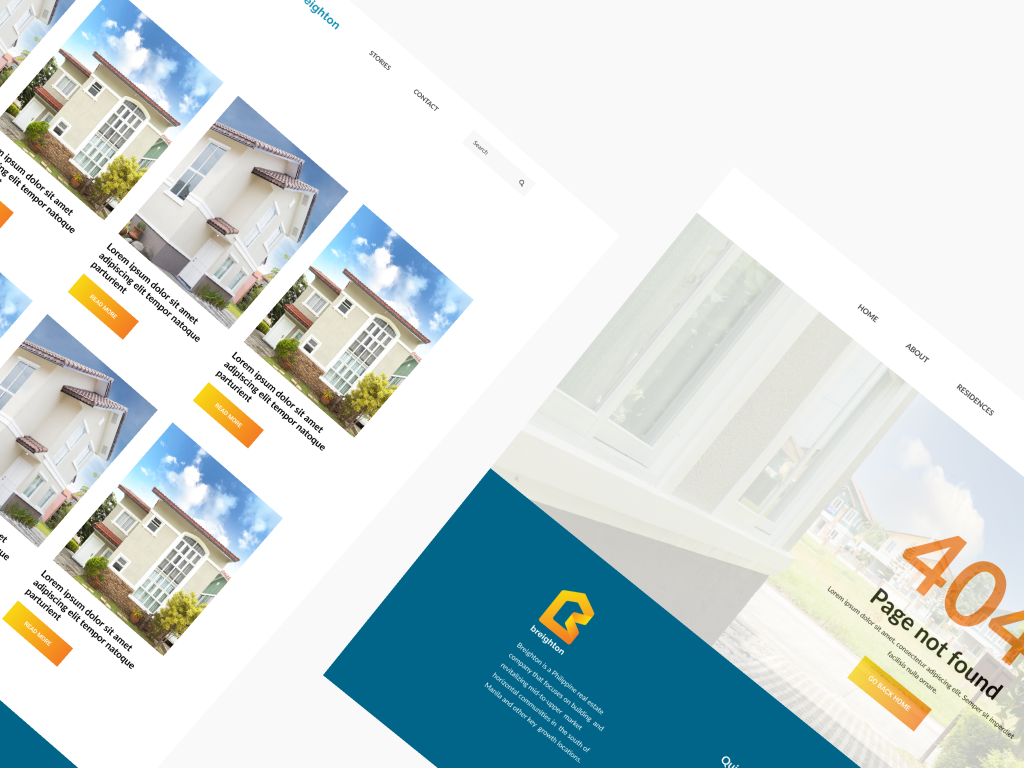 eighton
STORIES
CONTACT
Search
ipsum dolor sit amet
elit tempor natoque
Lorem ipsum dolor sit amet
adipiscing elit tempor natoque
parturient
READ MORE
Lorem ipsum dolor sit amet
adipiscing elit tempor natoque
parturient
READ MORE
Lorem ipsum dolor sit amet
adipiscing elit tempor natoque
parturient
READ MORE
HOME
ABOUT
RESIDENCES
404
Page not found
Lorem ipsum dolor sit amet, consectetur adipiscing elit. Semper sit imperdiet
facilisis nulla ornare.
GO BACK HOME
breighton
Breighton is a Philippine real estate
company that focuses on building and
revitalizing mid-to upper market
horizontal communities in the south of
Manila and other key growth locations.
Qui